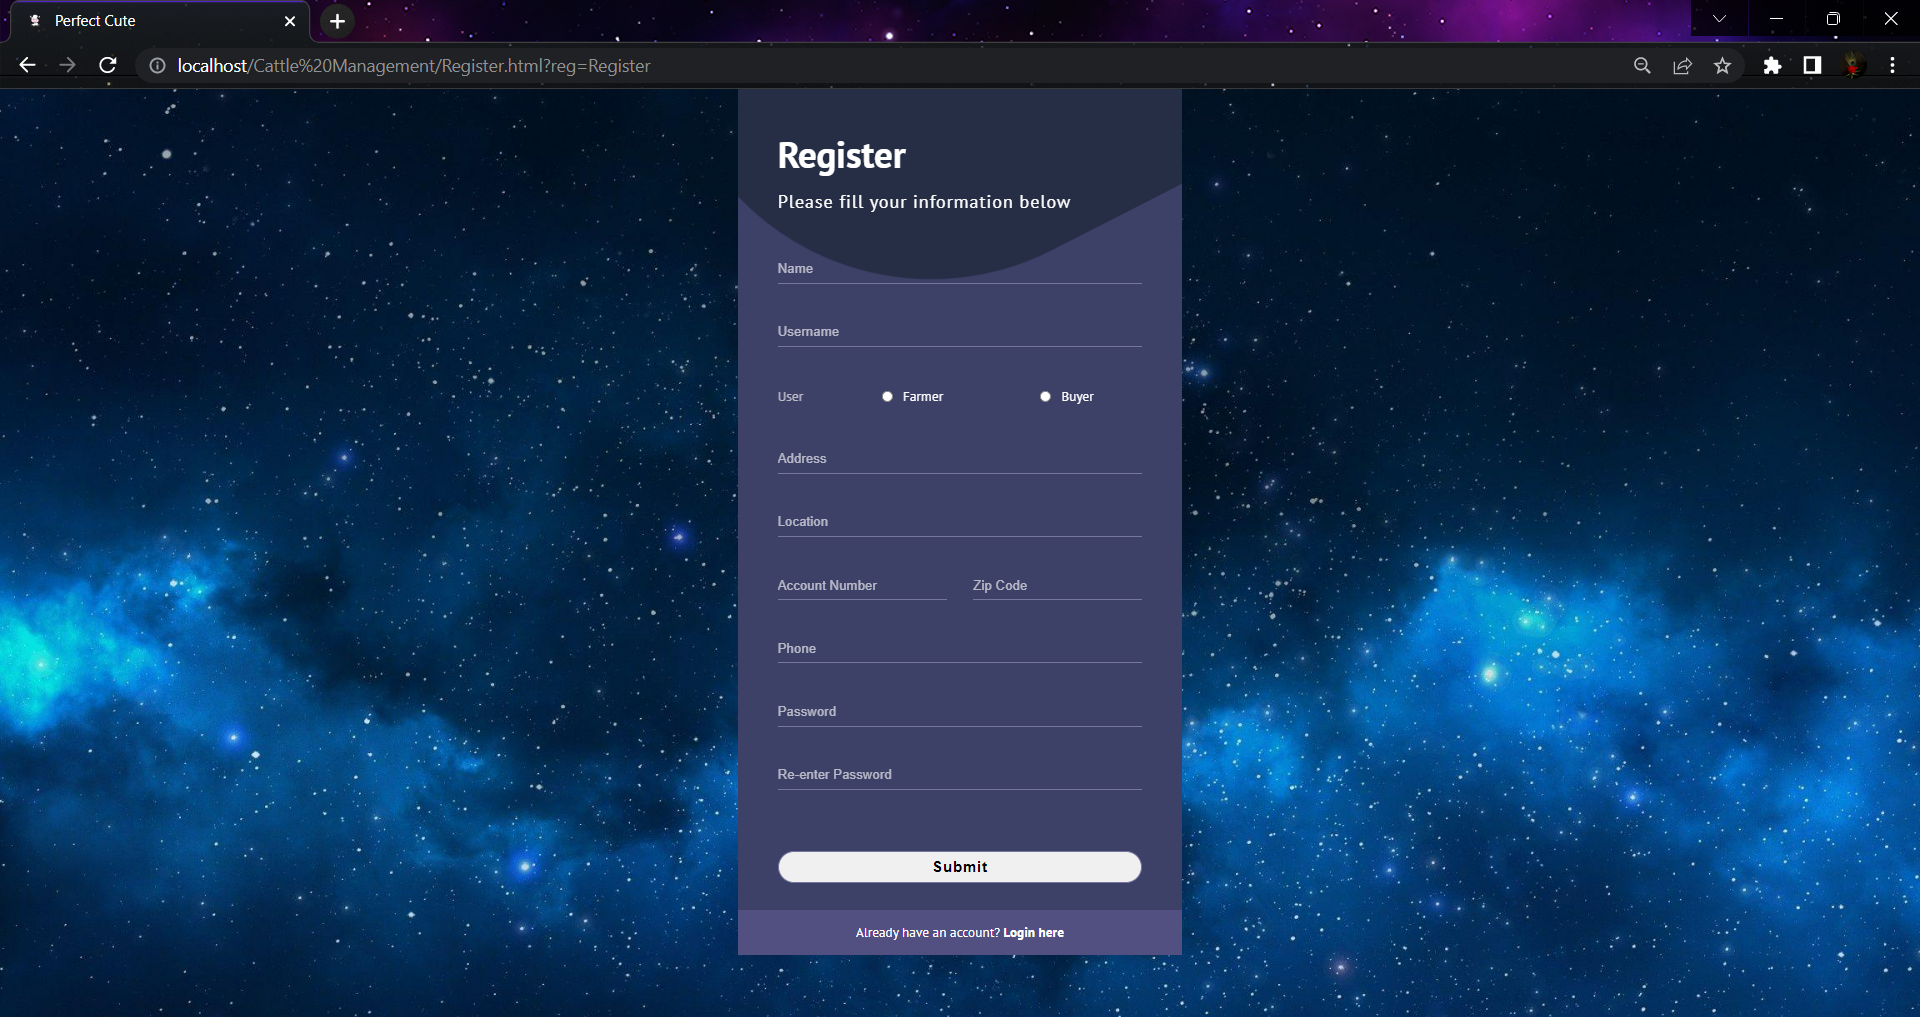 Perfect Cute
localhost/Cattle%20Management/Register.html?reg=Register
Register
Please fill your information below
Name
Username
User Farmer Buyer
Address
Location
Account Number Zip Code
Phone
Password
Re-enter Password
Submit
Already have an account? Login here